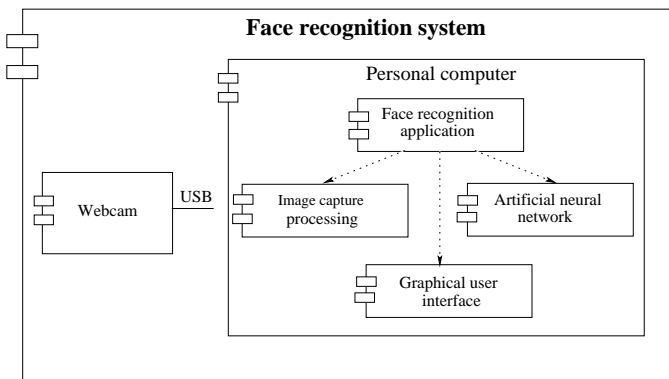 Face recognition system
Personal computer
Face recognition
application
USB
Webcam
Image capture
processing
Artificial neural
network
Graphical user
interface